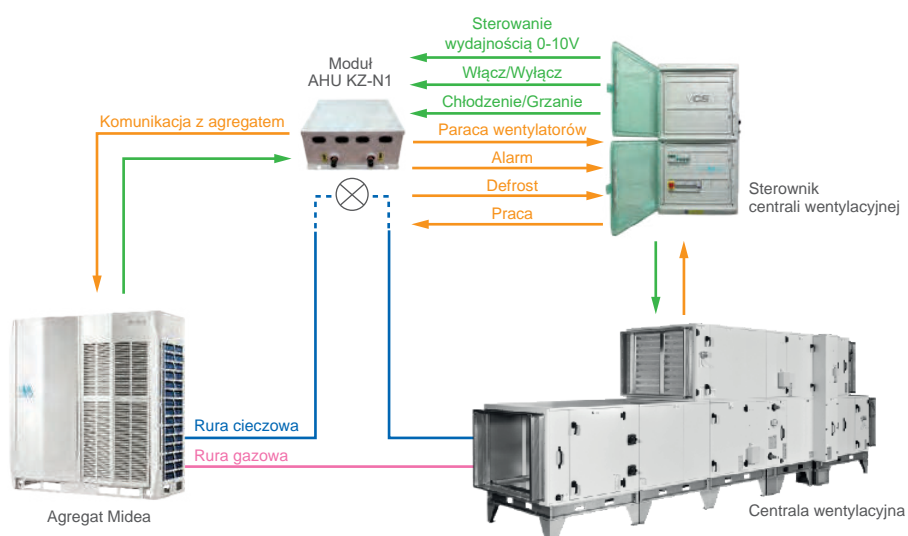 Sterowanie
wydajnością 0-10V
Moduł
AHU KZ-N1
Włącz/Wyłącz
Chłodzenie/Grzanie
Komunikacja z agregatem
Paraca wentylatorów
Alarm
Defrost
Praca
VCS
Sterownik
centrali wentylacyjnej
Rura cieczowa
Rura gazowa
Agregat Midea
Centrala wentylacyjna